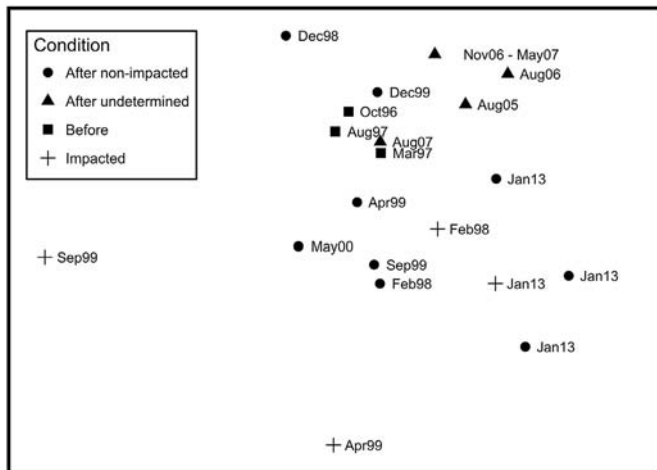 Dec98
Condition
After non-impacted
After undetermined
Before
Impacted
Nov06 - May07
Aug06
Dec99
Aug05
Oct96
Aug97
Aug07
Mar97
Jan13
Apr99
Feb98
May00
Sep99
Sep99
Feb98
Jan13
Jan13
Jan13
Apr99